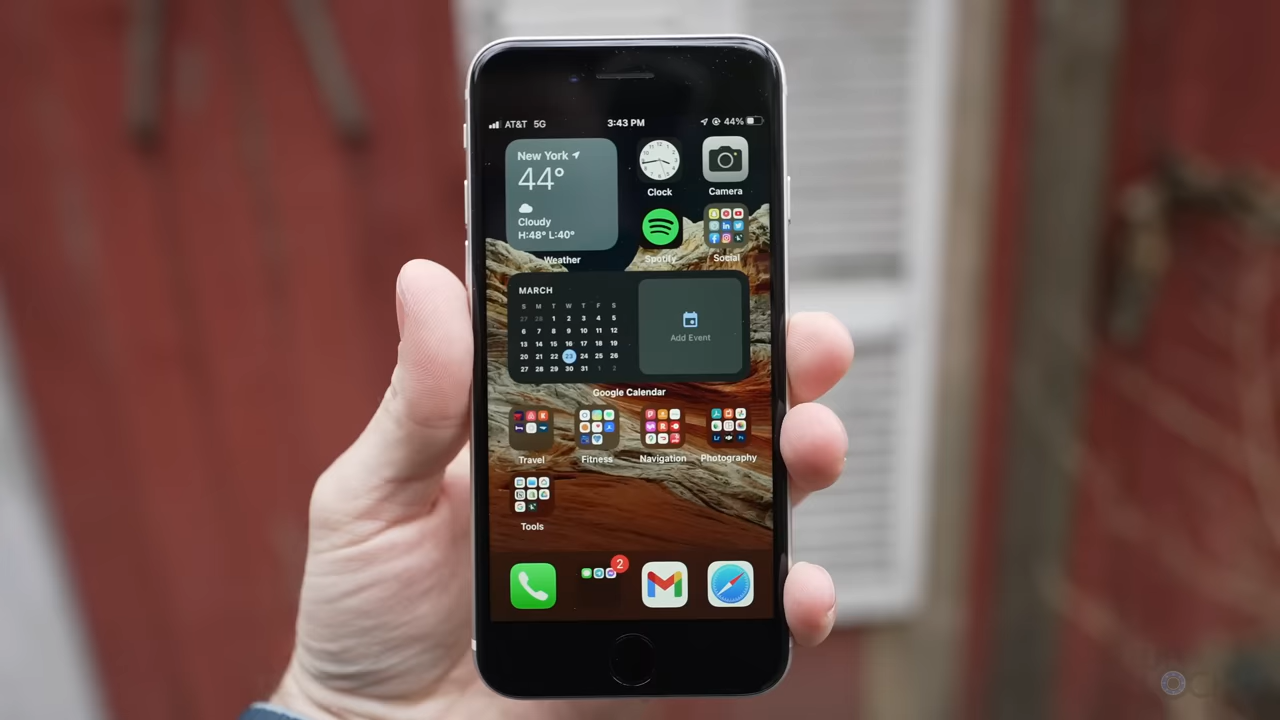 AT&T 5G 3:43 PM 44%
New York
44°
Cloudy
H:48° L:40°
Weather
Clock
Camera
Spotify
Social
MARCH
S M T W T F S
27 28 1 2 3 4 5
6 7 8 9 10 11 12
13 14 15 16 17 18 19
20 21 22 23 24 25 26
27 28 29 30 31 1 2
Add Event
Google Calendar
Travel
Fitness
Navigation
Photography
Tools
2